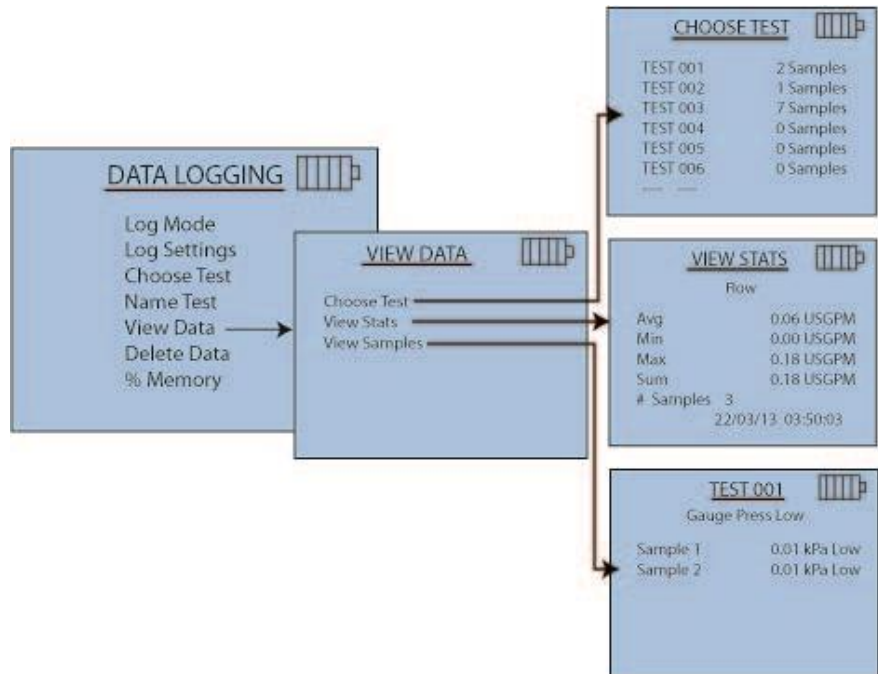 DATA LOGGING
Log Mode
Log Settings
Choose Test
Name Test
View Data
Delete Data
% Memory
VIEW DATA
Choose Test
View Stats
View Samples
CHOOSE TEST
TEST 001 2 Samples
TEST 002 1 Samples
TEST 003 7 Samples
TEST 004 0 Samples
TEST 005 0 Samples
TEST 006 0 Samples
VIEW STATS
Flow
Avg 0.06 USGPM
Min 0.00 USGPM
Max 0.18 USGPM
Sum 0.18 USGPM
# Samples 3
22/03/13 03:50:03
TEST 001
Gauge Press Low
Sample 1 0.01 kPa Low
Sample 2 0.01 kPa Low